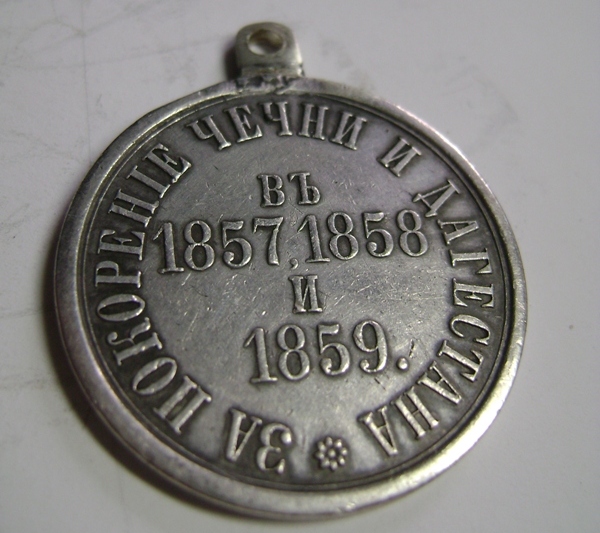 ЗА ПОКОРЕНІЕ ЧЕЧНИ И ДАГЕСТАНА
ВЪ
1857, 1858
И
1859.